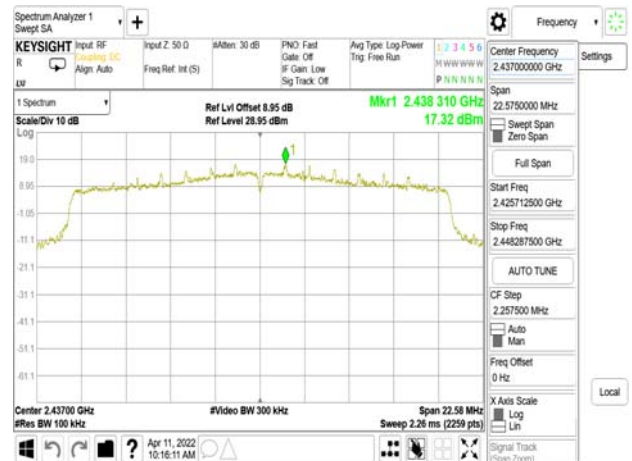 Spectrum Analyzer 1
Swept SA
Frequency
KEYSIGHT
Input: RF
Coupling: DC
Align: Auto
Input Z: 50 Ω
Freq Ref: Int (S)
#Atten: 30 dB
PNO: Fast
Gate: Off
IF Gain: Low
Sig Track: Off
Avg Type: Log-Power
Trig: Free Run
1 2 3 4 5 6
M W W W W W
P N N N N N
R
LXI
Center Frequency
2.437000000 GHz
Settings
Span
22.5750000 MHz
Swept Span
Zero Span
Full Span
Start Freq
2.425712500 GHz
Stop Freq
2.448287500 GHz
AUTO TUNE
CF Step
2.257500 MHz
Auto
Man
Freq Offset
0 Hz
X Axis Scale
Log
Lin
Local
Signal Track
(Span Zoom)
1 Spectrum
Scale/Div 10 dB
Log
Ref Lvl Offset 8.95 dB
Ref Level 28.95 dBm
Mkr1 2.438 310 GHz
17.32 dBm
1
19.0
8.95
-1.05
-11.1
-21.1
-31.1
-41.1
-51.1
-61.1
Center 2.43700 GHz
#Res BW 100 kHz
#Video BW 300 kHz
Span 22.58 MHz
Sweep 2.26 ms (2259 pts)
?
Apr 11, 2022
10:16:11 AM